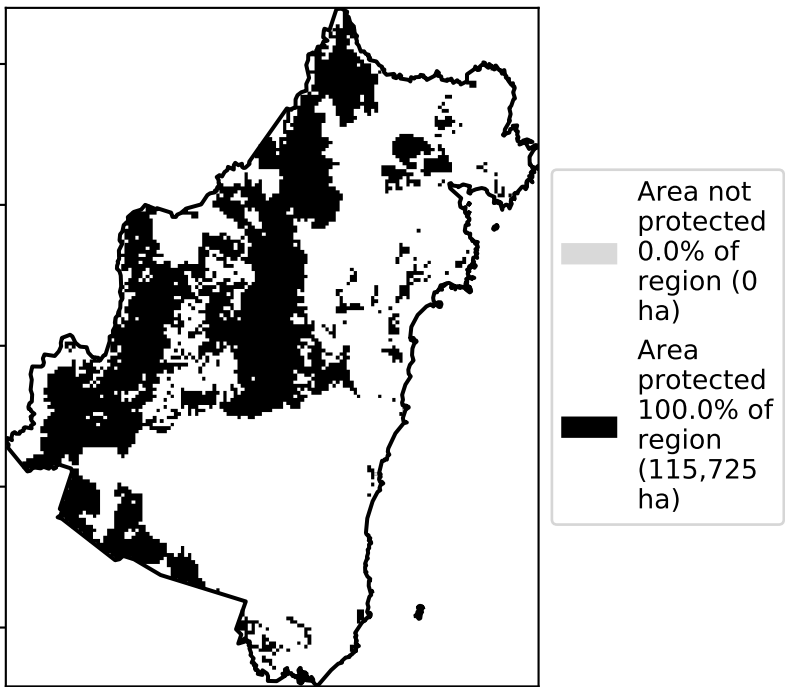 Area not
protected
0.0% of
region (0
ha)
Area
protected
100.0% of
region
(115,725
ha)